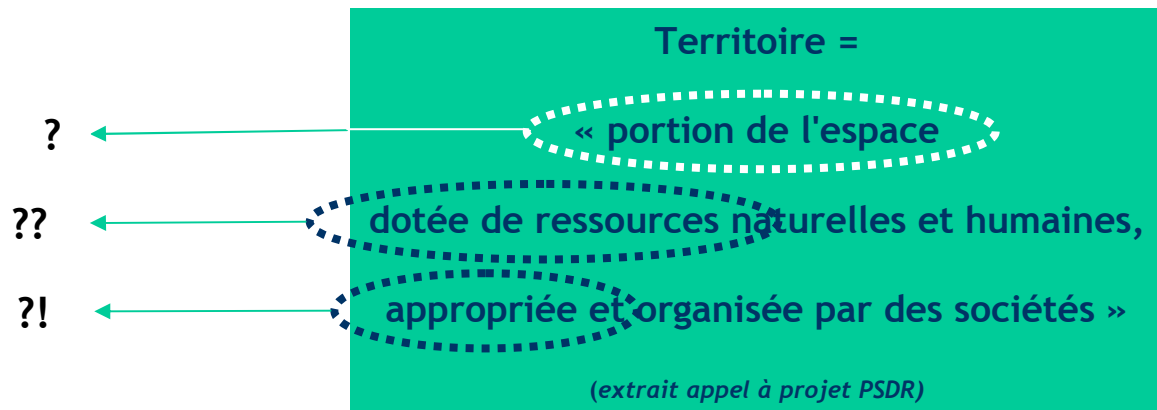 Territoire =
? « portion de l'espace
?? dotée de ressources naturelles et humaines,
?! appropriée et organisée par des sociétés »
(extrait appel à projet PSDR)